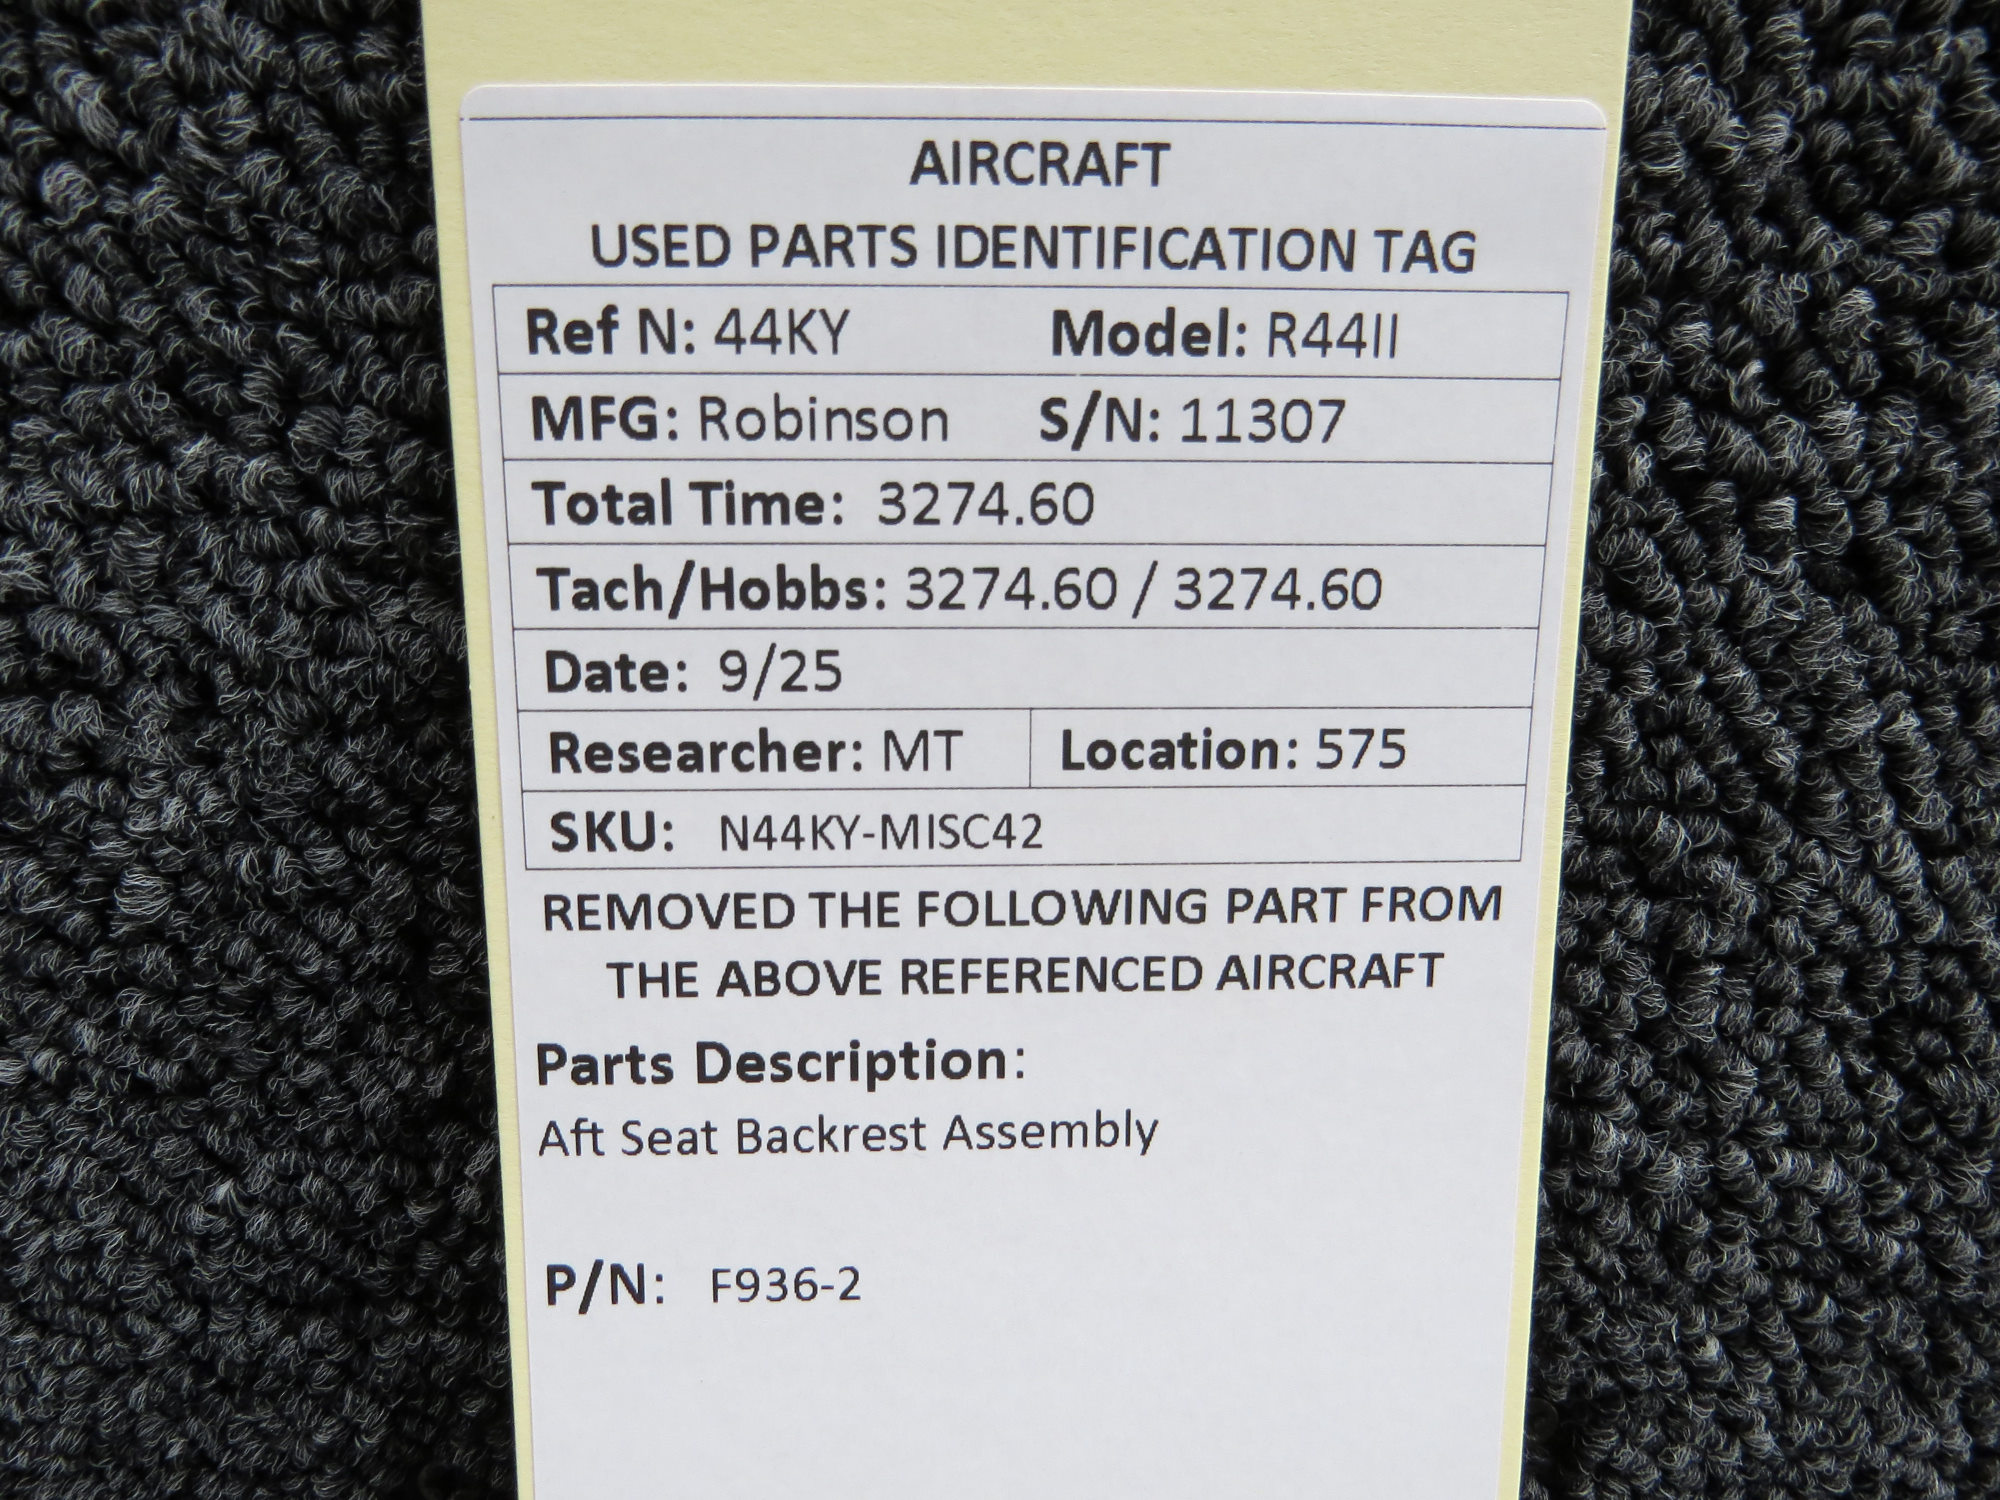 AIRCRAFT
USED PARTS IDENTIFICATION TAG
Ref N: 44KY Model: R44II
MFG: Robinson S/N: 11307
Total Time: 3274.60
Tach/Hobbs: 3274.60 / 3274.60
Date: 9/25
Researcher: MT Location: 575
SKU: N44KY-MISC42
REMOVED THE FOLLOWING PART FROM
THE ABOVE REFERENCED AIRCRAFT
Parts Description:
Aft Seat Backrest Assembly
P/N: F936-2